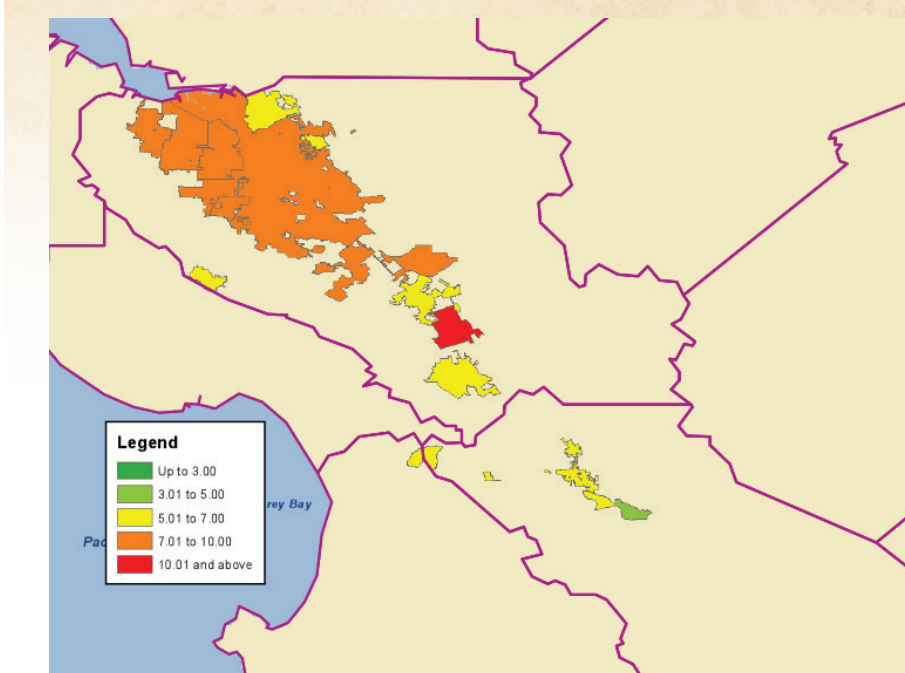 Legend
Up to 3.00
3.01 to 5.00
5.01 to 7.00
7.01 to 10.00
10.01 and above
rey Bay
Pac